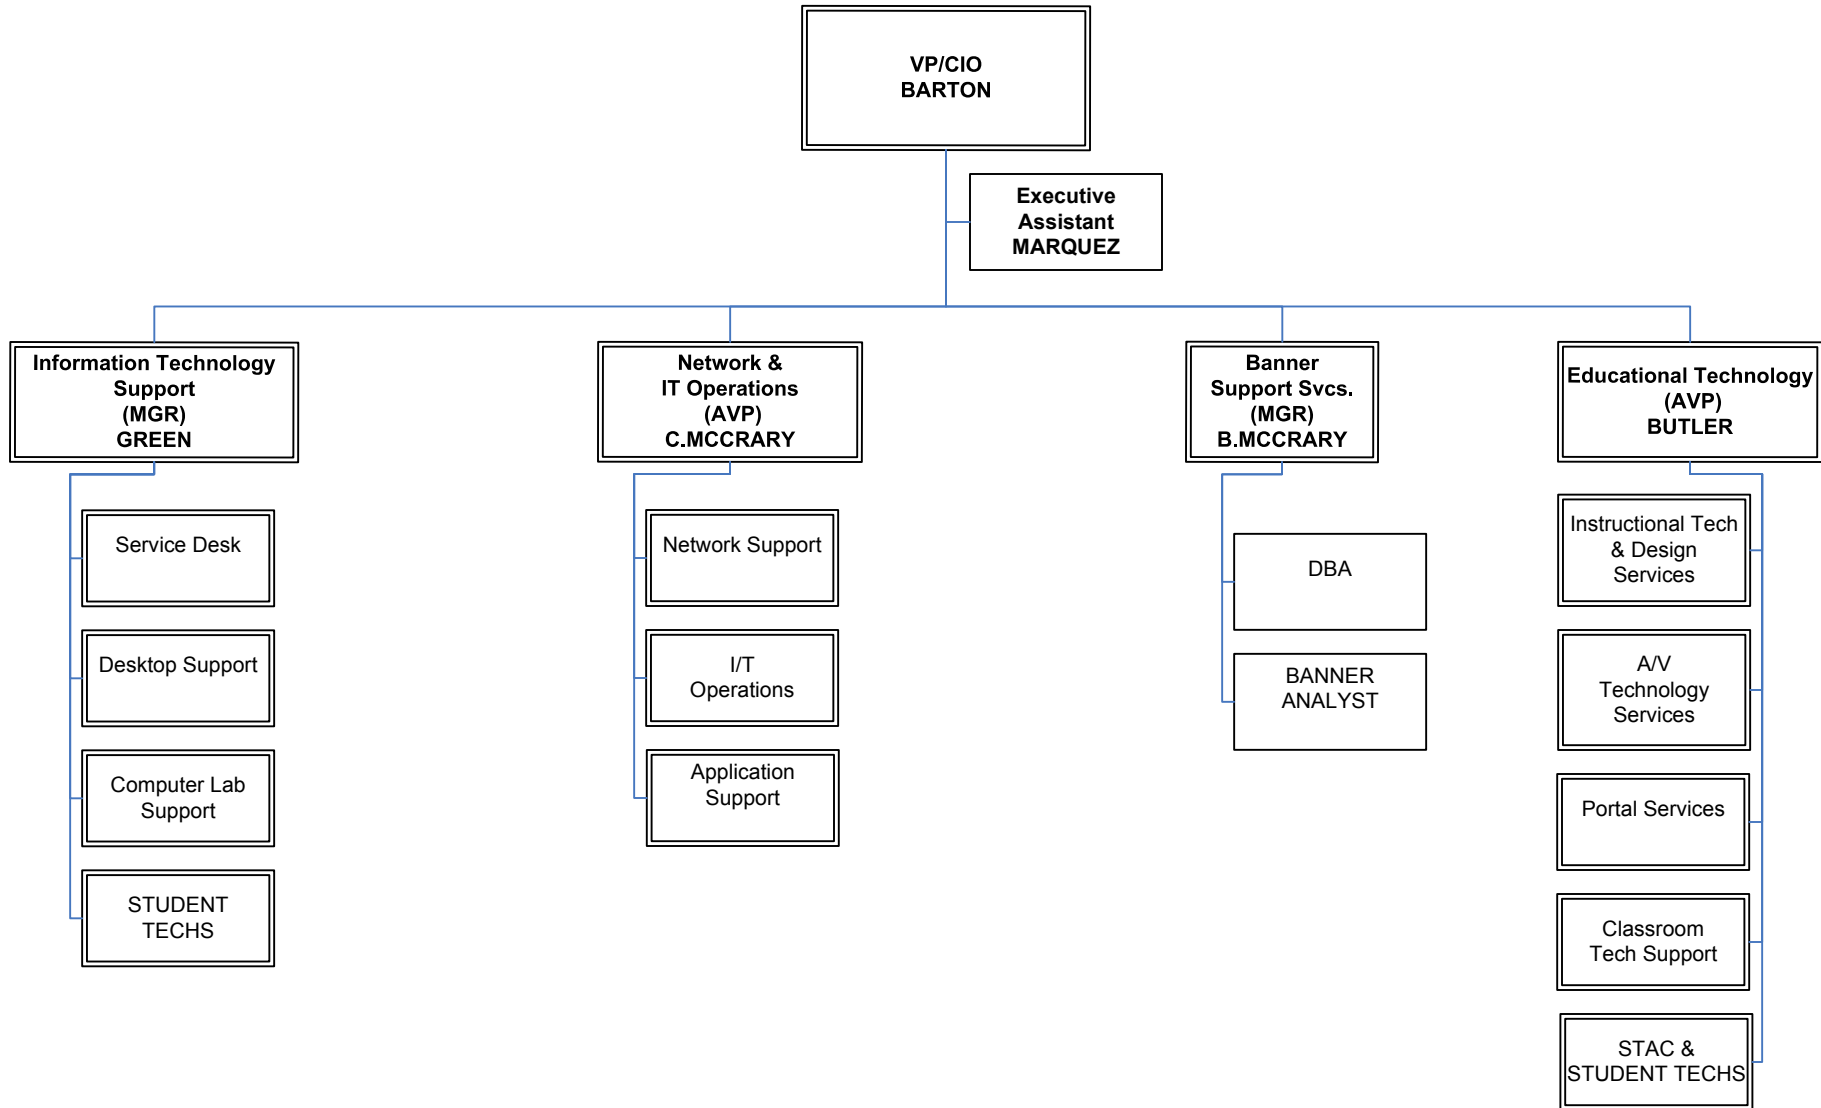 VP/CIO
BARTON
Executive
Assistant
MARQUEZ
Information Technology
Support
(MGR)
GREEN
Network &
IT Operations
(AVP)
C.MCCRARY
Banner
Support Svcs.
(MGR)
B.MCCRARY
Educational Technology
(AVP)
BUTLER
Service Desk
Desktop Support
Computer Lab
Support
STUDENT
TECHS
Network Support
I/T
Operations
Application
Support
DBA
BANNER
ANALYST
Instructional Tech
& Design
Services
A/V
Technology
Services
Portal Services
Classroom
Tech Support
STAC &
STUDENT TECHS